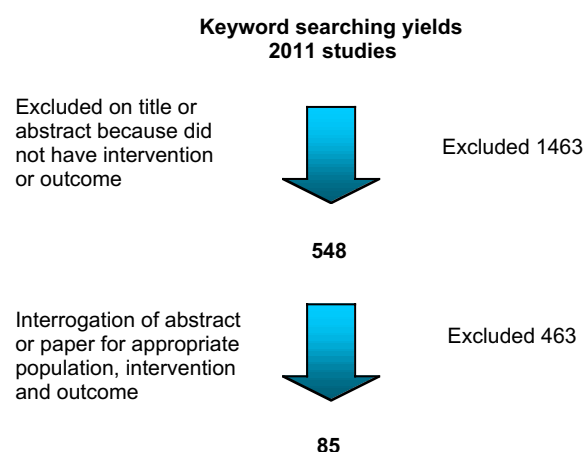 Keyword searching yields
2011 studies
Excluded on title or
abstract because did
not have intervention
or outcome
Excluded 1463
548
Interrogation of abstract
or paper for appropriate
population, intervention
and outcome
Excluded 463
85